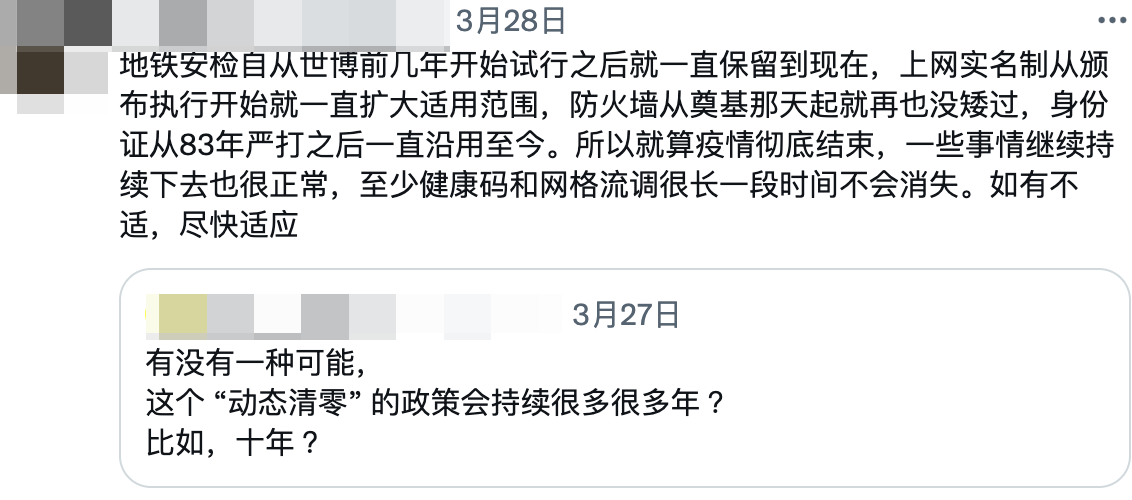 3月28日
地铁安检自从世博前几年开始试行之后就一直保留到现在，上网实名制从颁
布执行开始就一直扩大适用范围，防火墙从奠基那天起就再也没矮过，身份
证从83年严打之后一直沿用至今。所以就算疫情彻底结束，一些事情继续持
续下去也很正常，至少健康码和网格流调很长一段时间不会消失。如有不
适，尽快适应
3月27日
有没有一种可能，
这个 “动态清零” 的政策会持续很多很多年？
比如，十年？